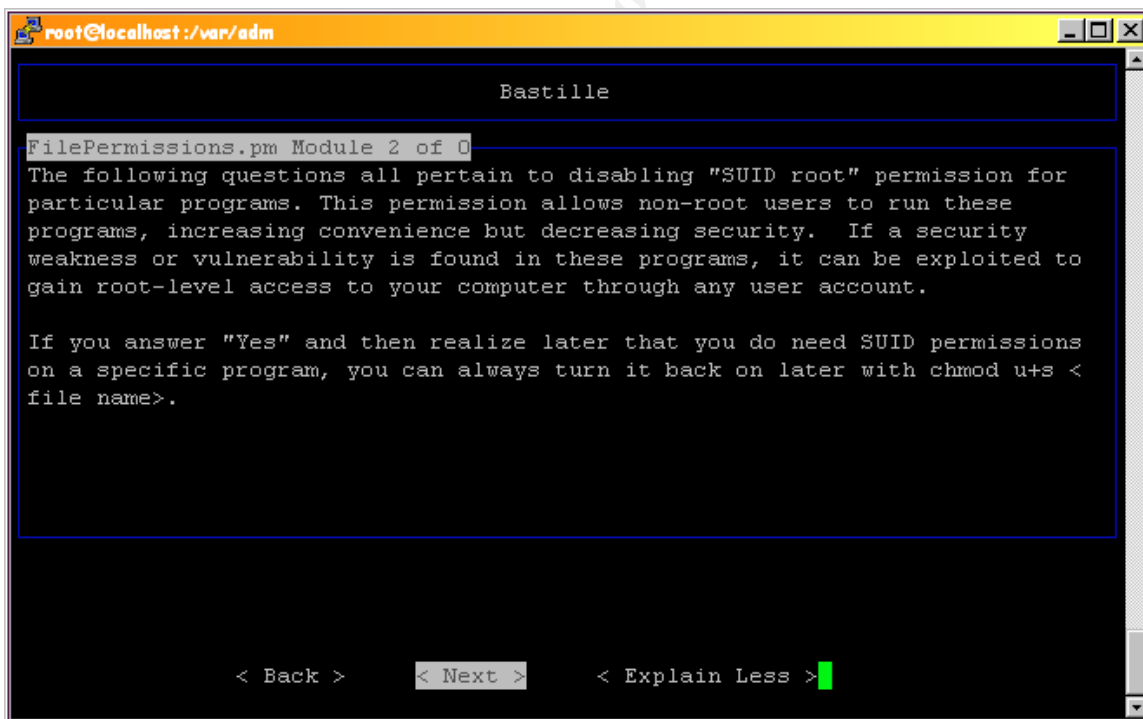 root@localhost:/var/adm
Bastille
FilePermissions.pm Module 2 of 0
The following questions all pertain to disabling "SUID root" permission for
particular programs. This permission allows non-root users to run these
programs, increasing convenience but decreasing security.  If a security
weakness or vulnerability is found in these programs, it can be exploited to
gain root-level access to your computer through any user account.
If you answer "Yes" and then realize later that you do need SUID permissions
on a specific program, you can always turn it back on later with chmod u+s <
file name>.
< Back > < Next > < Explain Less >